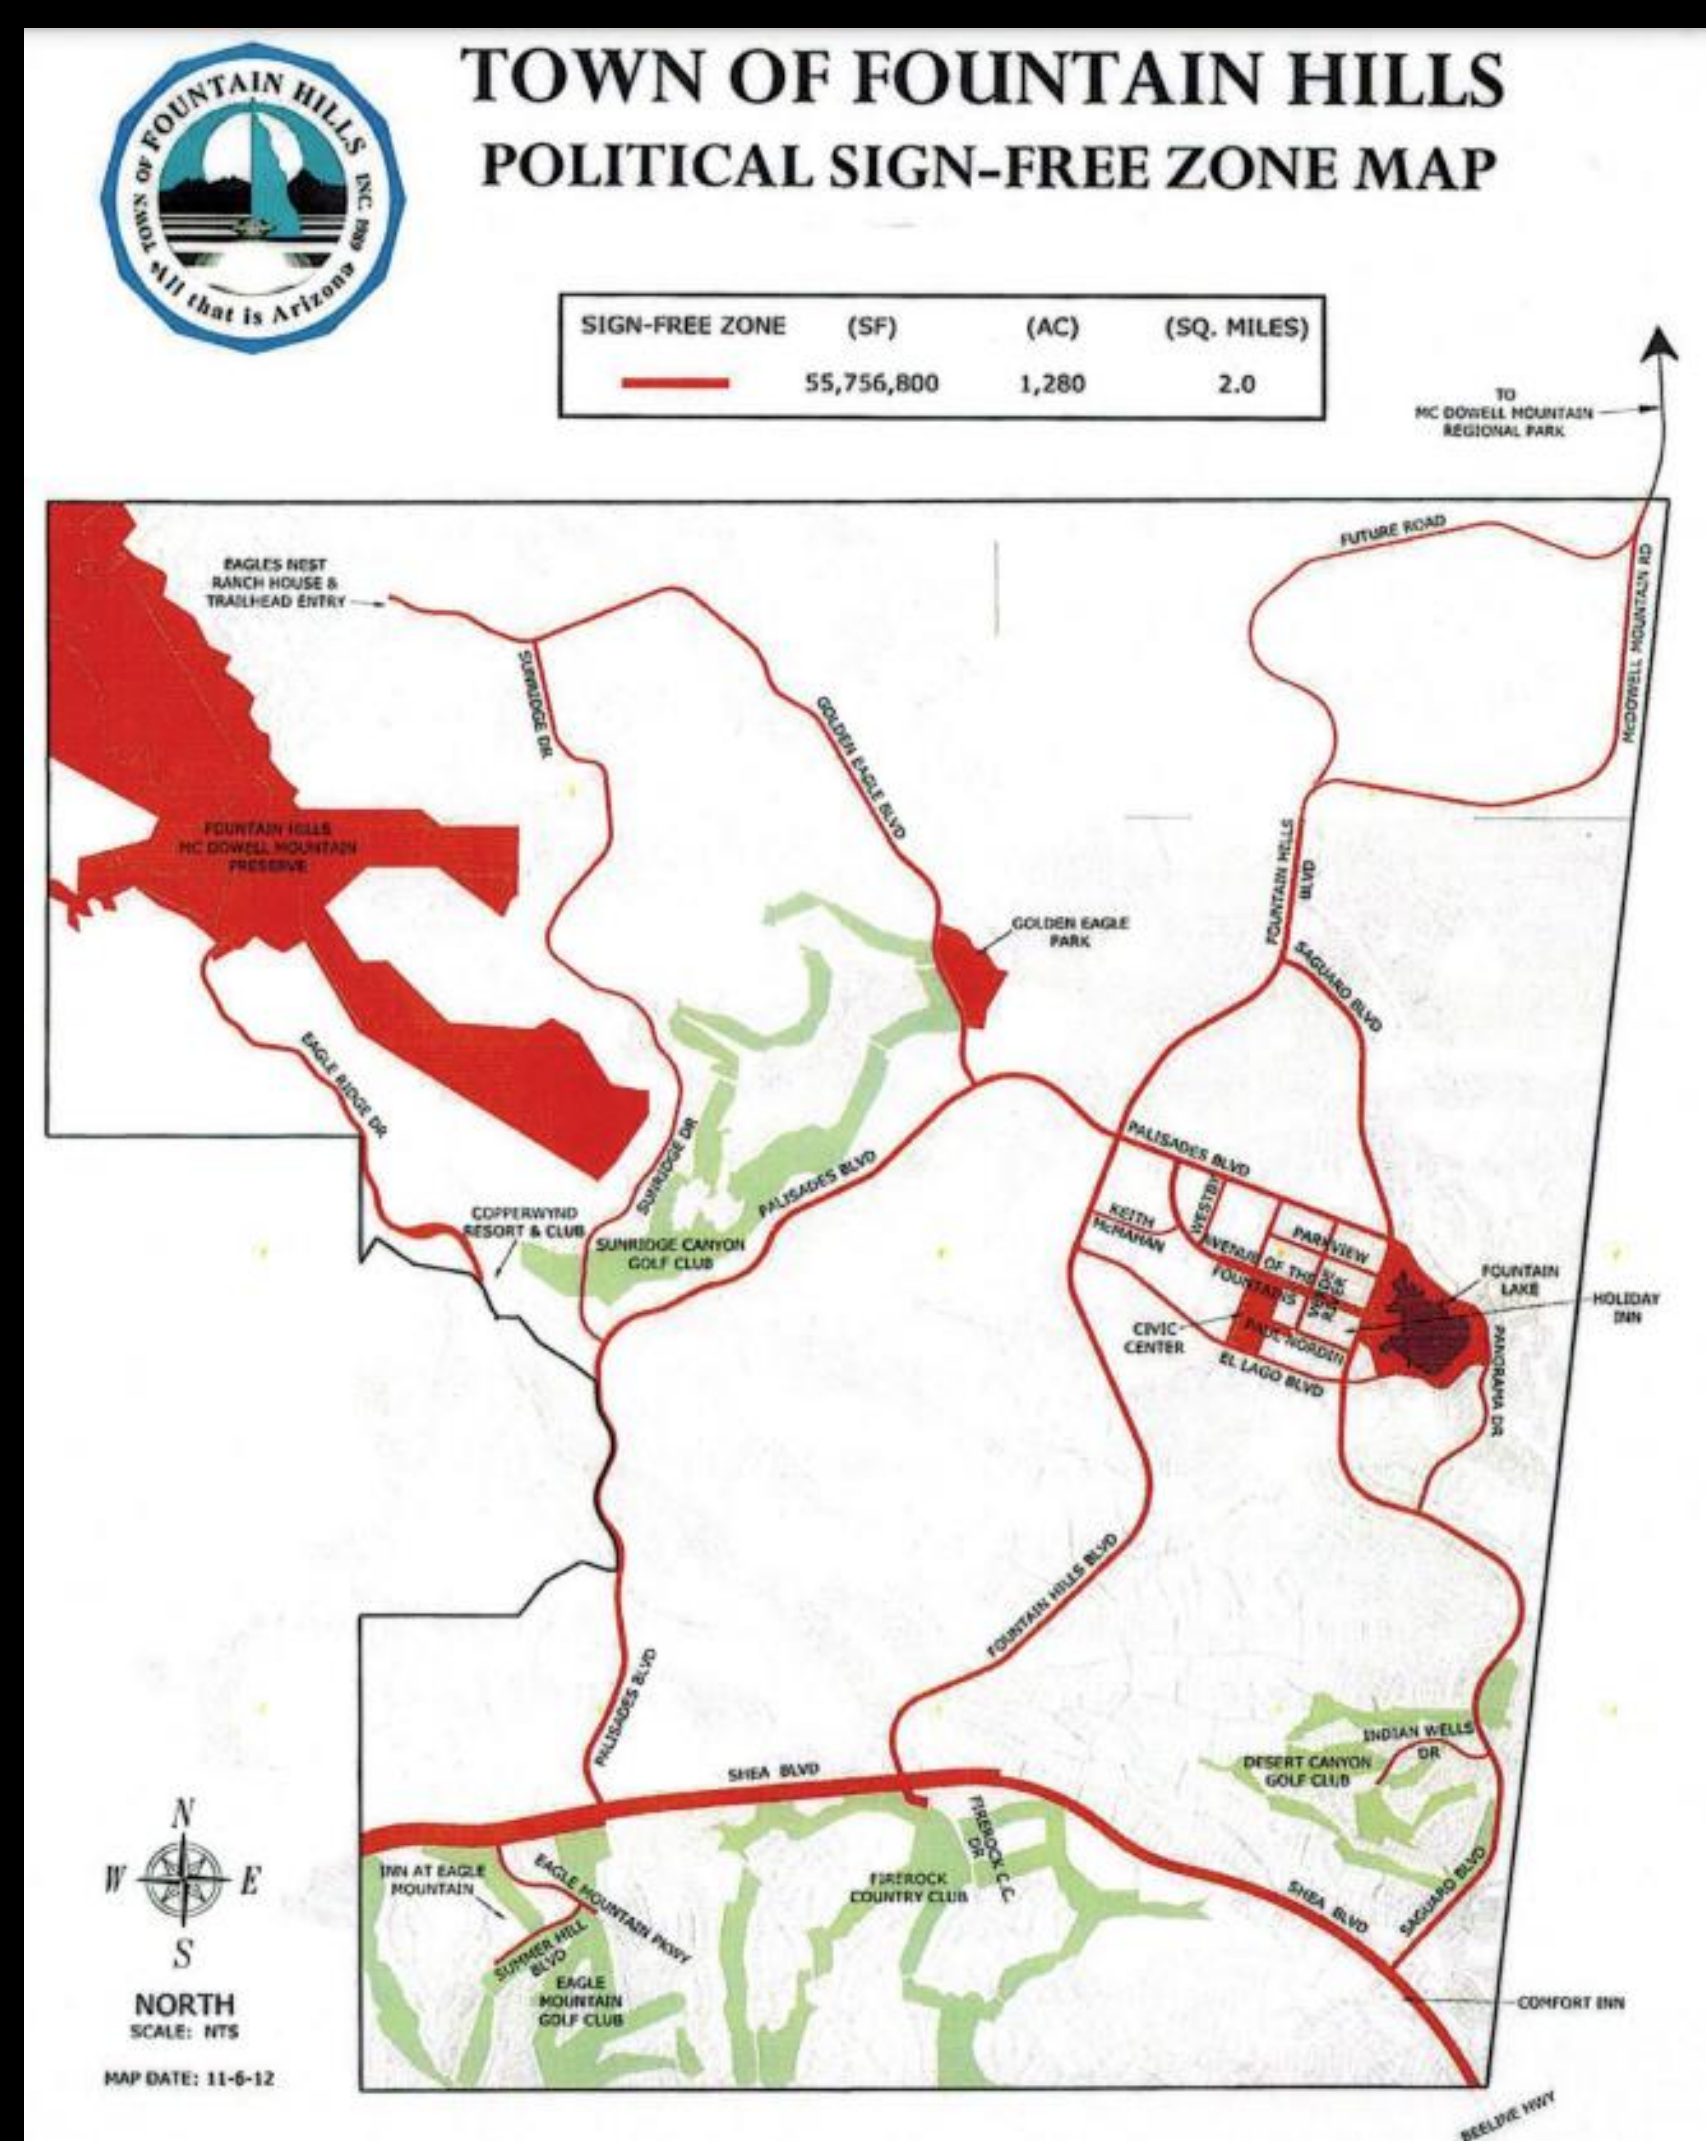 TOWN OF FOUNTAIN HILLS INC. 1989
All that is Arizona
TOWN OF FOUNTAIN HILLS
POLITICAL SIGN-FREE ZONE MAP
SIGN-FREE ZONE (SF) (AC) (SQ. MILES)
55,756,800 1,280 2.0
TO
MC DOWELL MOUNTAIN
REGIONAL PARK
FUTURE ROAD
McDOWELL MOUNTAIN RD
EAGLES NEST
RANCH HOUSE &
TRAILHEAD ENTRY
SUNRIDGE DR
GOLDEN EAGLE BLVD
FOUNTAIN HILLS
MC DOWELL MOUNTAIN
PRESERVE
FOUNTAIN HILLS
BLVD
GOLDEN EAGLE
PARK
SAGUARO BLVD
EAGLE RIDGE DR
SUNRIDGE DR
PALISADES BLVD
PALISADES BLVD
COPPERWYND
RESORT & CLUB
SUNRIDGE CANYON
GOLF CLUB
KEITH
McMAHAN
WESTBY
PARKVIEW
AVENUE OF THE
FOUNTAINS
VERDE
RIVER
FOUNTAIN
LAKE
HOLIDAY
INN
CIVIC
CENTER
PAUL NORDIN
EL LAGO BLVD
PANORAMA DR
FOUNTAIN HILLS BLVD
PALISADES BLVD
SHEA BLVD
INDIAN WELLS
DR
DESERT CANYON
GOLF CLUB
FIREROCK C.C.
DR
FIREROCK
COUNTRY CLUB
INN AT EAGLE
MOUNTAIN
EAGLE MOUNTAIN PKWY
SUMMER HILL
BLVD
EAGLE
MOUNTAIN
GOLF CLUB
SHEA BLVD
SAGUARO BLVD
COMFORT INN
BEELINE HWY
N
W E
S
NORTH
SCALE: NTS
MAP DATE: 11-6-12